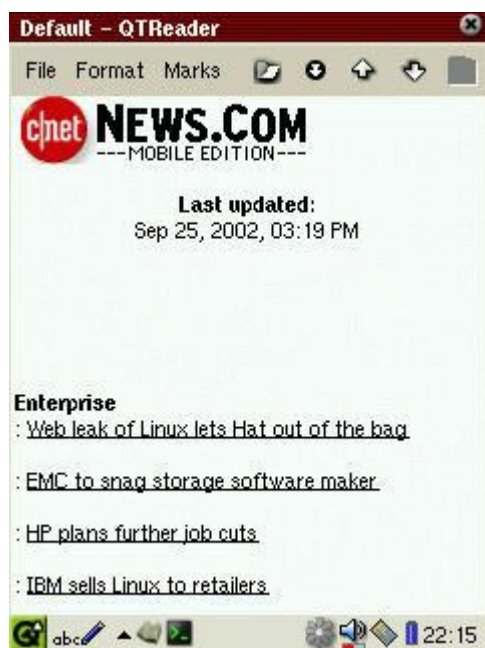 Default - QTReader
File Format Marks
c|net NEWS.COM
---MOBILE EDITION---
Last updated:
Sep 25, 2002, 03:19 PM
Enterprise
: Web leak of Linux lets Hat out of the bag
: EMC to snag storage software maker
: HP plans further job cuts
: IBM sells Linux to retailers
abc 22:15